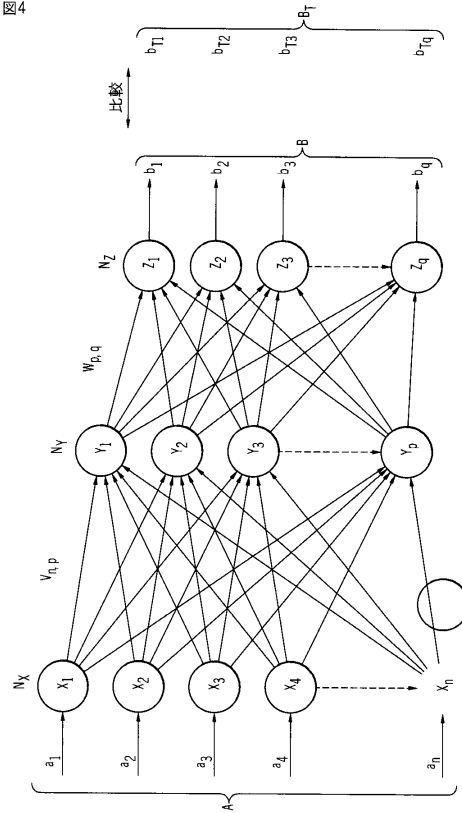 図4
A
a1
a2
a3
a4
an
NX
X1
X2
X3
X4
Xn
Vn,p
NY
Y1
Y2
Y3
Yp
Wp,q
NZ
Z1
Z2
Z3
Zq
b1
b2
b3
bq
B
比較
bT1
bT2
bT3
bTq
BT